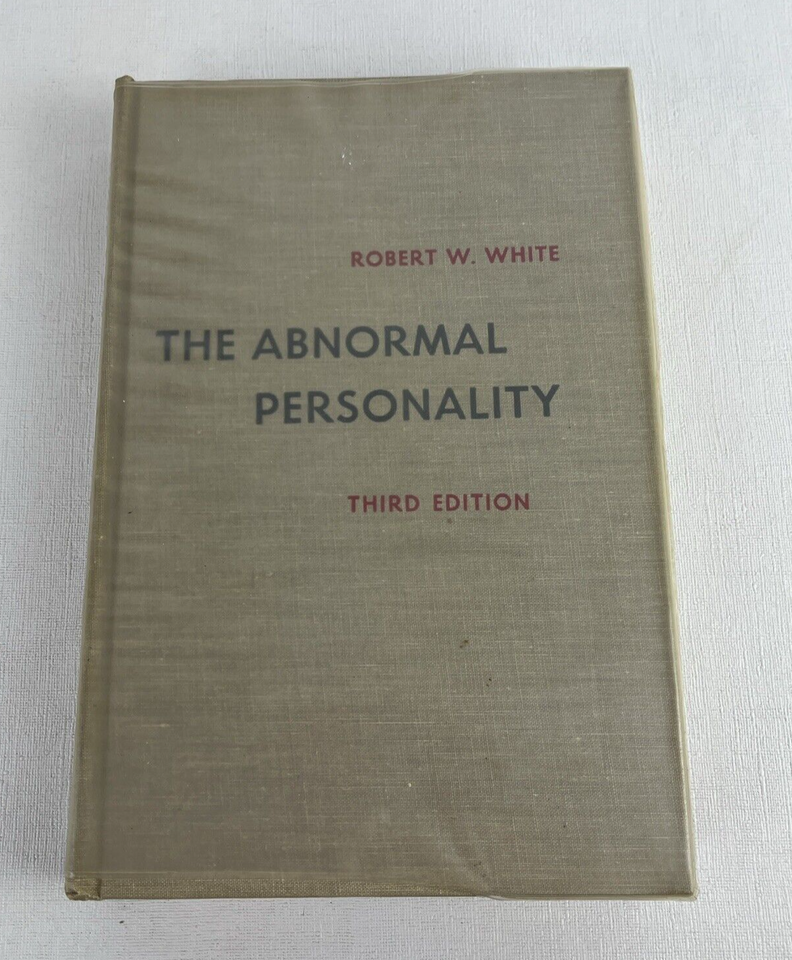 ROBERT W. WHITE
THE ABNORMAL
PERSONALITY
THIRD EDITION